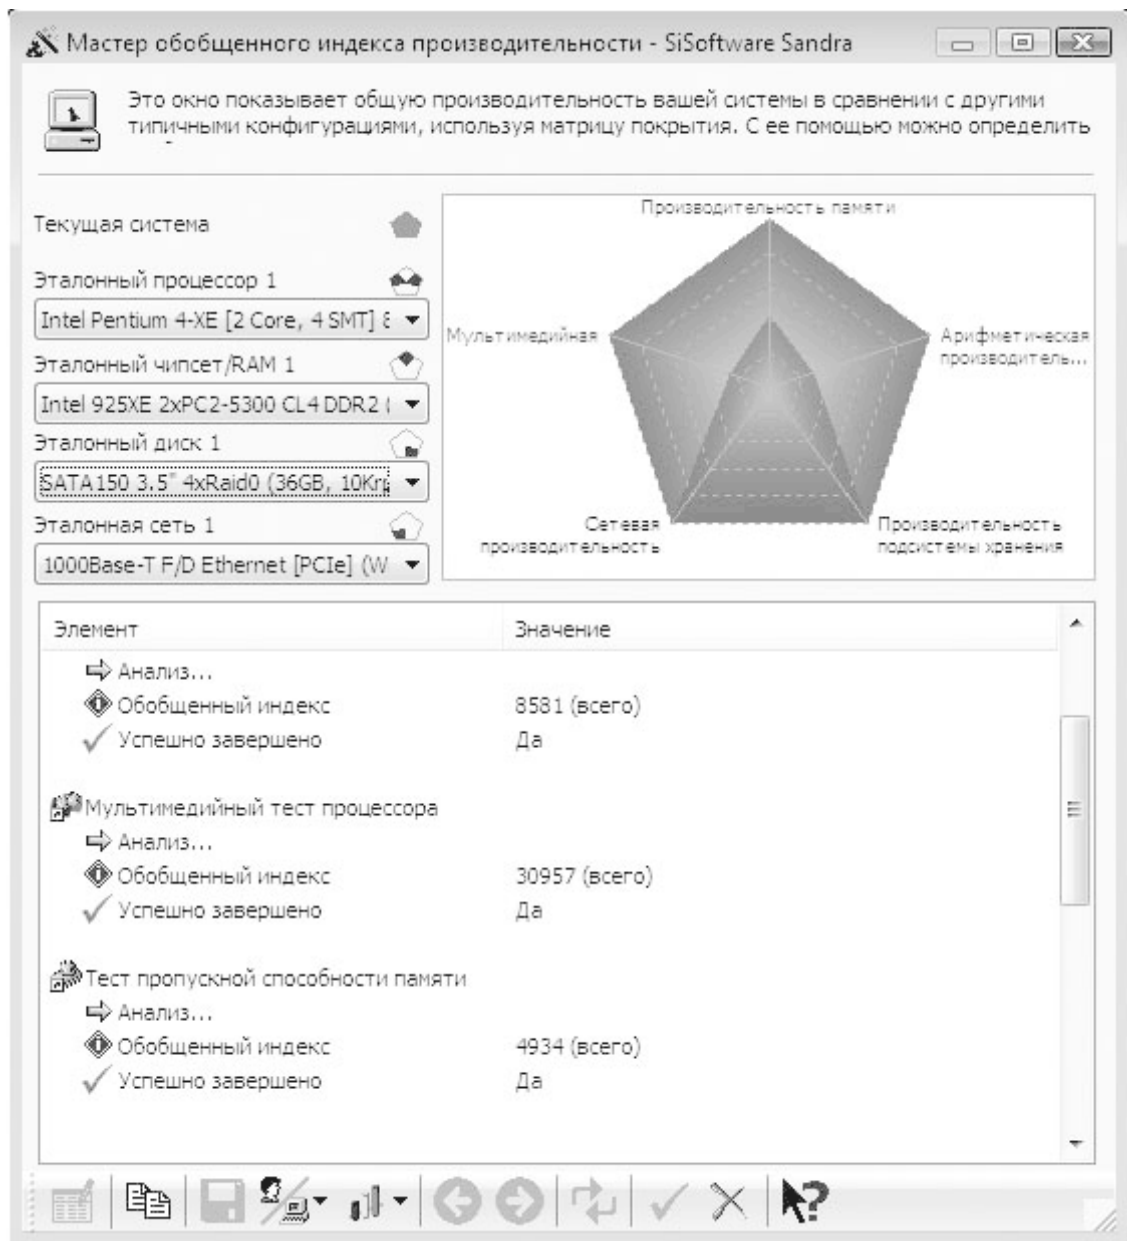 Мастер обобщенного индекса производительности - SiSoftware Sandra
Это окно показывает общую производительность вашей системы в сравнении с другими
типичными конфигурациями, используя матрицу покрытия. С ее помощью можно определить
Текущая система
Эталонный процессор 1
Intel Pentium 4-XE [2 Core, 4 SMT]
Эталонный чипсет/RAM 1
Intel 925XE 2xPC2-5300 CL4 DDR2 (
Эталонный диск 1
SATA150 3.5" 4xRaid0 (36GB, 10Krp
Эталонная сеть 1
1000Base-T F/D Ethernet [PCIe] (W
Производительность памяти
Мультимедийная
Арифметическая
производитель...
Сетевая
производительность
Производительность
подсистемы хранения
Элемент Значение
Анализ...
Обобщенный индекс 8581 (всего)
Успешно завершено Да
Мультимедийный тест процессора
Анализ...
Обобщенный индекс 30957 (всего)
Успешно завершено Да
Тест пропускной способности памяти
Анализ...
Обобщенный индекс 4934 (всего)
Успешно завершено Да